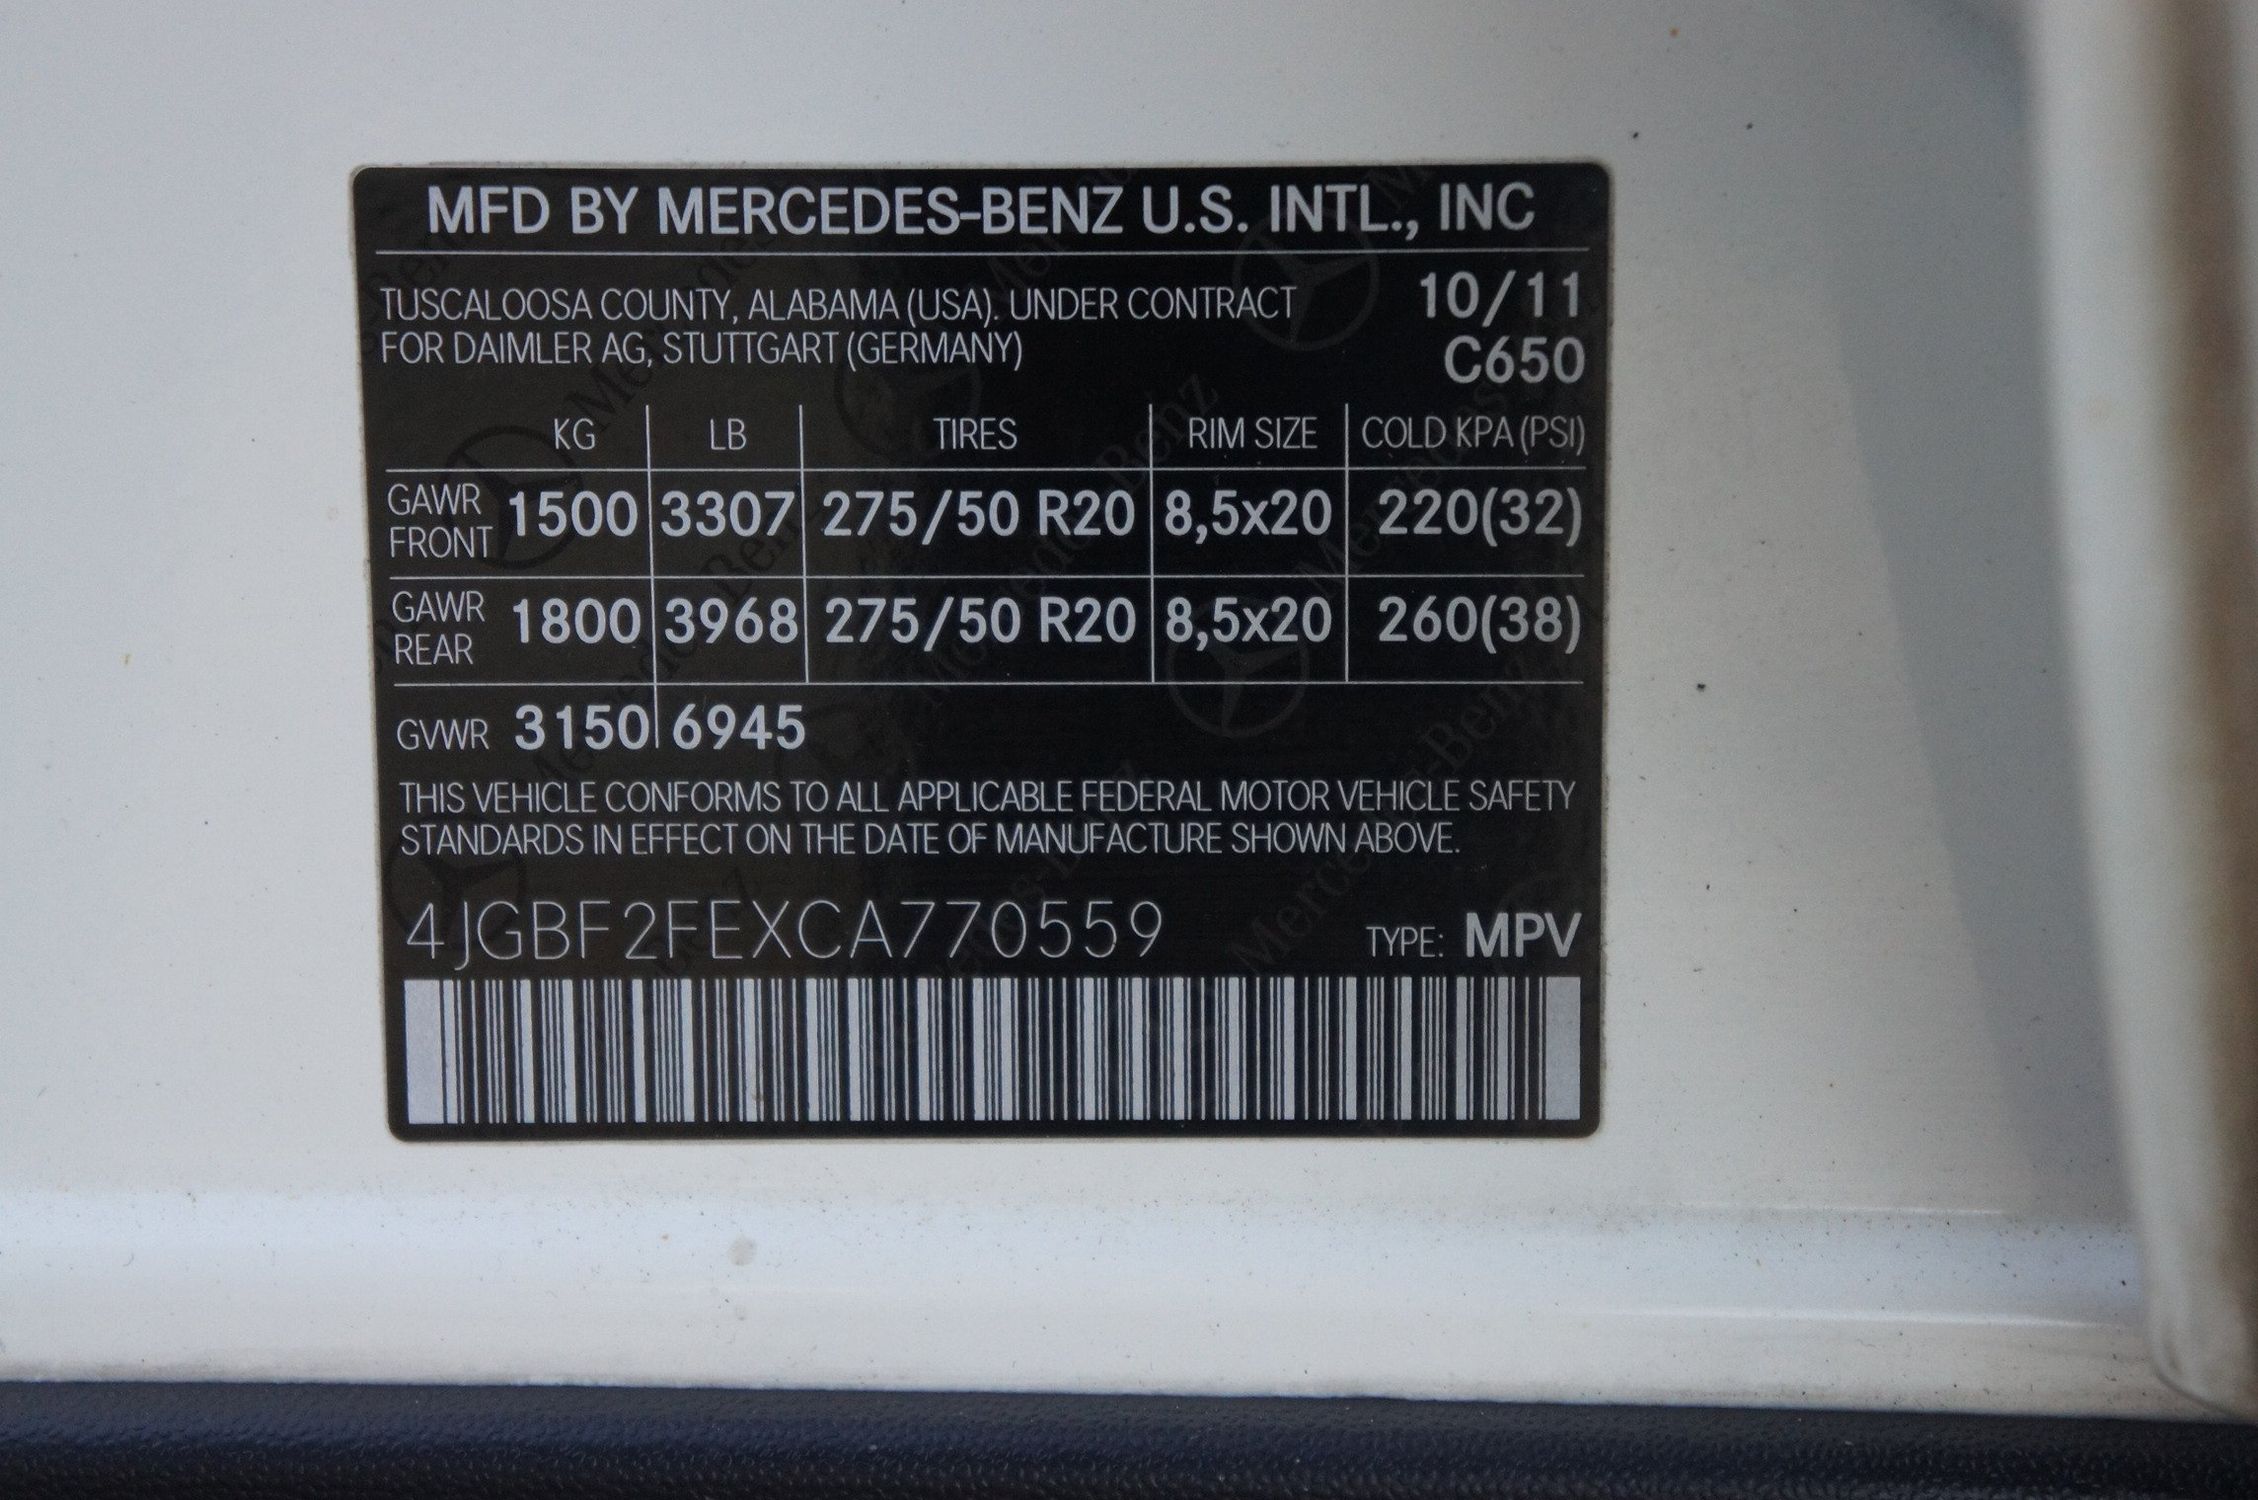 MFD BY MERCEDES-BENZ U.S. INTL., INC
TUSCALOOSA COUNTY, ALABAMA (USA). UNDER CONTRACT
FOR DAIMLER AG, STUTTGART (GERMANY)
10/11
C650
KG LB TIRES RIM SIZE COLD KPA (PSI)
GAWR FRONT 1500 3307 275/50 R20 8,5x20 220(32)
GAWR REAR 1800 3968 275/50 R20 8,5x20 260(38)
GVWR 3150 6945
THIS VEHICLE CONFORMS TO ALL APPLICABLE FEDERAL MOTOR VEHICLE SAFETY
STANDARDS IN EFFECT ON THE DATE OF MANUFACTURE SHOWN ABOVE.
4JGBF2FEXCA770559 TYPE: MPV